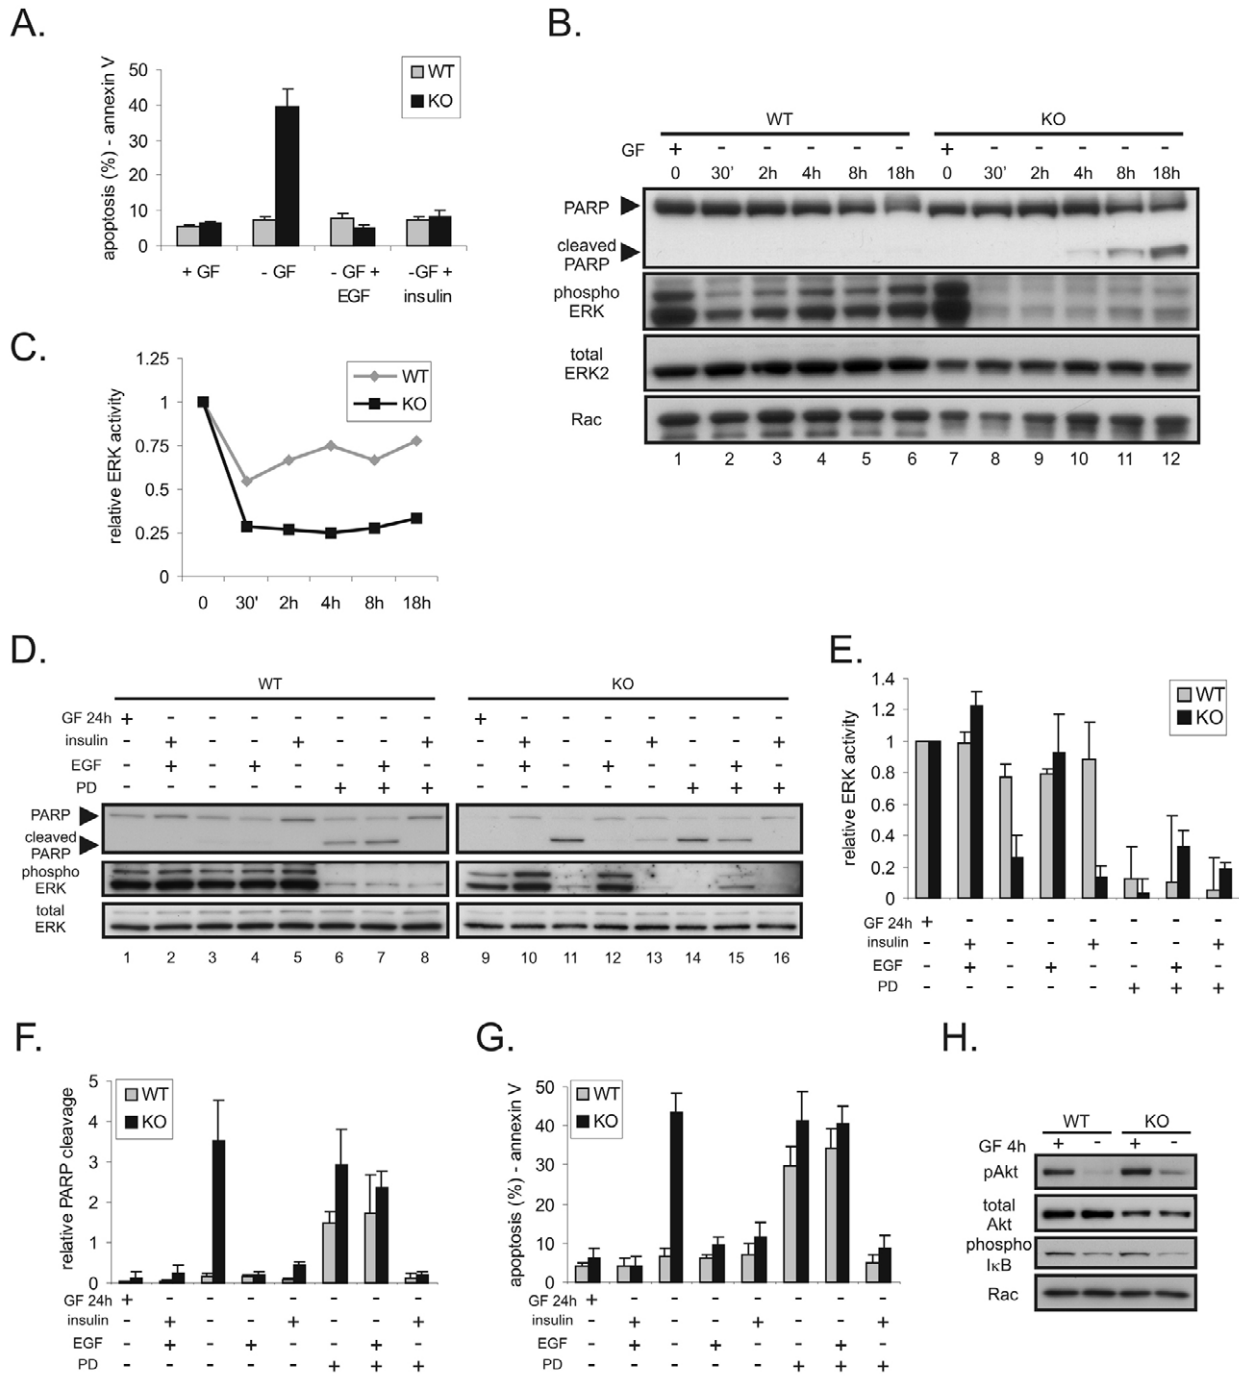 A.
apoptosis (%) - annexin V
50
40
30
20
10
0
WT
KO
+ GF
- GF
- GF +
EGF
-GF +
insulin
B.
WT KO
GF + - - - - - + - - - - -
0 30' 2h 4h 8h 18h 0 30' 2h 4h 8h 18h
PARP
cleaved
PARP
phospho
ERK
total
ERK2
Rac
1 2 3 4 5 6 7 8 9 10 11 12
C.
relative ERK activity
1.25
1
0.75
0.5
0.25
0
WT
KO
0 30' 2h 4h 8h 18h
D.
WT KO
GF 24h + - - - - - - - + - - - - - - -
insulin - + - - + - - + - + - - + - - +
EGF - + - + - - + - - + - + - - + -
PD - - - - - + + + - - - - - + + +
PARP
cleaved
PARP
phospho
ERK
total
ERK
1 2 3 4 5 6 7 8 9 10 11 12 13 14 15 16
E.
relative ERK activity
1.4
1.2
1
0.8
0.6
0.4
0.2
0
WT
KO
GF 24h + - - - - - - -
insulin - + - - + - - +
EGF - + - + - - + -
PD - - - - - + + +
F.
relative PARP cleavage
5
4
3
2
1
0
WT
KO
GF 24h + - - - - - - -
insulin - + - - + - - +
EGF - + - + - - + -
PD - - - - - + + +
G.
apoptosis (%) - annexin V
50
40
30
20
10
0
WT
KO
GF 24h + - - - - - - -
insulin - + - - + - - +
EGF - + - + - - + -
PD - - - - - + + +
H.
WT KO
GF 4h + - + -
pAkt
total
Akt
phospho
IκB
Rac